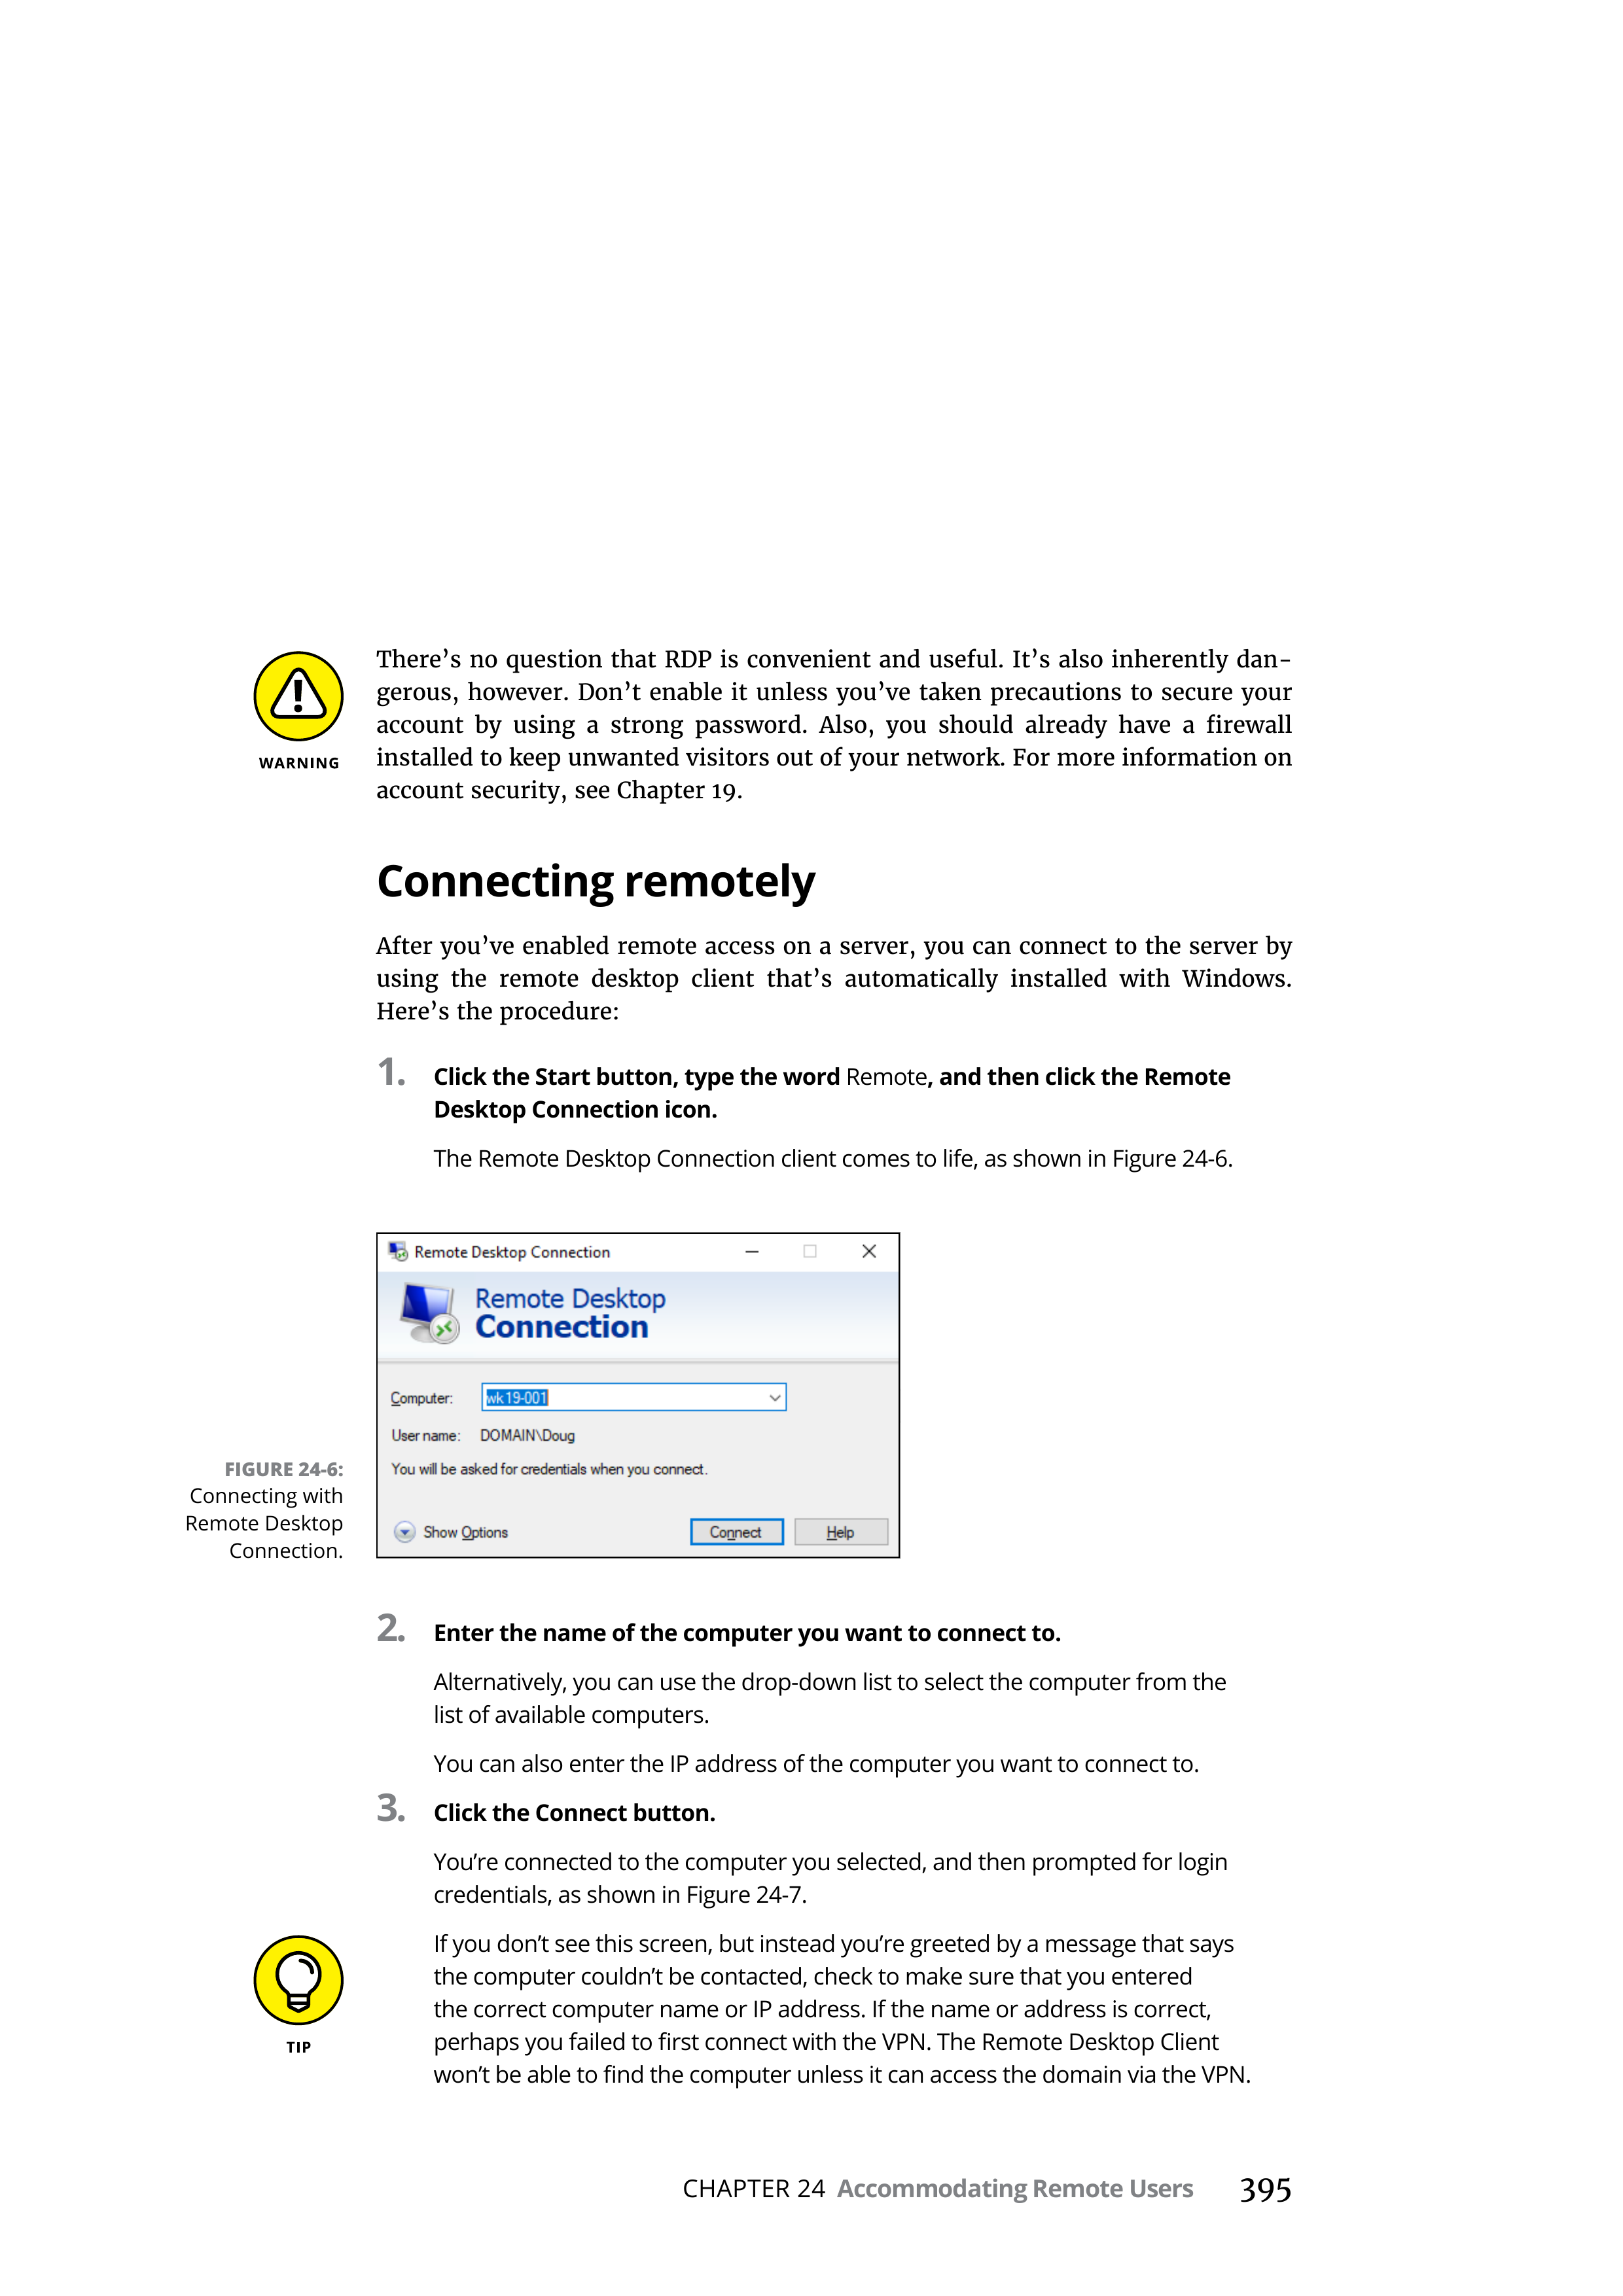 There’s no question that RDP is convenient and useful. It’s also inherently dan-
gerous, however. Don’t enable it unless you’ve taken precautions to secure your
account by using a strong password. Also, you should already have a firewall
installed to keep unwanted visitors out of your network. For more information on
account security, see Chapter 19.
WARNING
Connecting remotely
After you’ve enabled remote access on a server, you can connect to the server by
using the remote desktop client that’s automatically installed with Windows.
Here’s the procedure:
1. Click the Start button, type the word Remote, and then click the Remote
Desktop Connection icon.
The Remote Desktop Connection client comes to life, as shown in Figure 24-6.
Remote Desktop Connection
Remote Desktop
Connection
Computer: wk19-001
User name: DOMAIN\Doug
You will be asked for credentials when you connect.
Show Options Connect Help
FIGURE 24-6:
Connecting with
Remote Desktop
Connection.
2. Enter the name of the computer you want to connect to.
Alternatively, you can use the drop-down list to select the computer from the
list of available computers.
You can also enter the IP address of the computer you want to connect to.
3. Click the Connect button.
You’re connected to the computer you selected, and then prompted for login
credentials, as shown in Figure 24-7.
If you don’t see this screen, but instead you’re greeted by a message that says
the computer couldn’t be contacted, check to make sure that you entered
the correct computer name or IP address. If the name or address is correct,
perhaps you failed to first connect with the VPN. The Remote Desktop Client
won’t be able to find the computer unless it can access the domain via the VPN.
TIP
CHAPTER 24 Accommodating Remote Users 395